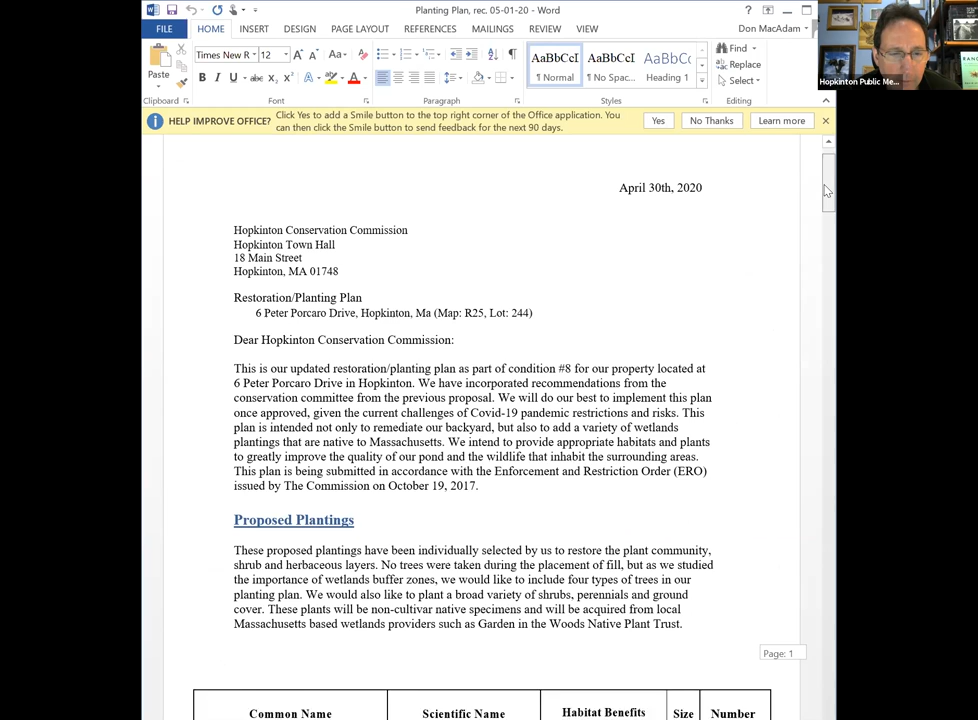 Planting Plan, rec. 05-01-20 - Word
FILE HOME INSERT DESIGN PAGE LAYOUT REFERENCES MAILINGS REVIEW VIEW Don MacAdam
Times New R 12 Aa AaBbCcI AaBbCcI AaBbCc Find
Paste ¶ Normal ¶ No Spac... Heading 1 Replace
B I U abc x₂ x² A A Select
Clipboard Font Paragraph Styles Editing
Hopkinton Public Me...
HELP IMPROVE OFFICE? Click Yes to add a Smile button to the top right corner of the Office application. You
can then click the Smile button to send feedback for the next 90 days.
Yes No Thanks Learn more
April 30th, 2020
Hopkinton Conservation Commission
Hopkinton Town Hall
18 Main Street
Hopkinton, MA 01748
Restoration/Planting Plan
6 Peter Porcaro Drive, Hopkinton, Ma (Map: R25, Lot: 244)
Dear Hopkinton Conservation Commission:
This is our updated restoration/planting plan as part of condition #8 for our property located at
6 Peter Porcaro Drive in Hopkinton. We have incorporated recommendations from the
conservation committee from the previous proposal. We will do our best to implement this plan
once approved, given the current challenges of Covid-19 pandemic restrictions and risks. This
plan is intended not only to remediate our backyard, but also to add a variety of wetlands
plantings that are native to Massachusetts. We intend to provide appropriate habitats and plants
to greatly improve the quality of our pond and the wildlife that inhabit the surrounding areas.
This plan is being submitted in accordance with the Enforcement and Restriction Order (ERO)
issued by The Commission on October 19, 2017.
Proposed Plantings
These proposed plantings have been individually selected by us to restore the plant community,
shrub and herbaceous layers. No trees were taken during the placement of fill, but as we studied
the importance of wetlands buffer zones, we would like to include four types of trees in our
planting plan. We would also like to plant a broad variety of shrubs, perennials and ground
cover. These plants will be non-cultivar native specimens and will be acquired from local
Massachusetts based wetlands providers such as Garden in the Woods Native Plant Trust.
Page: 1
Common Name Scientific Name Habitat Benefits Size Number